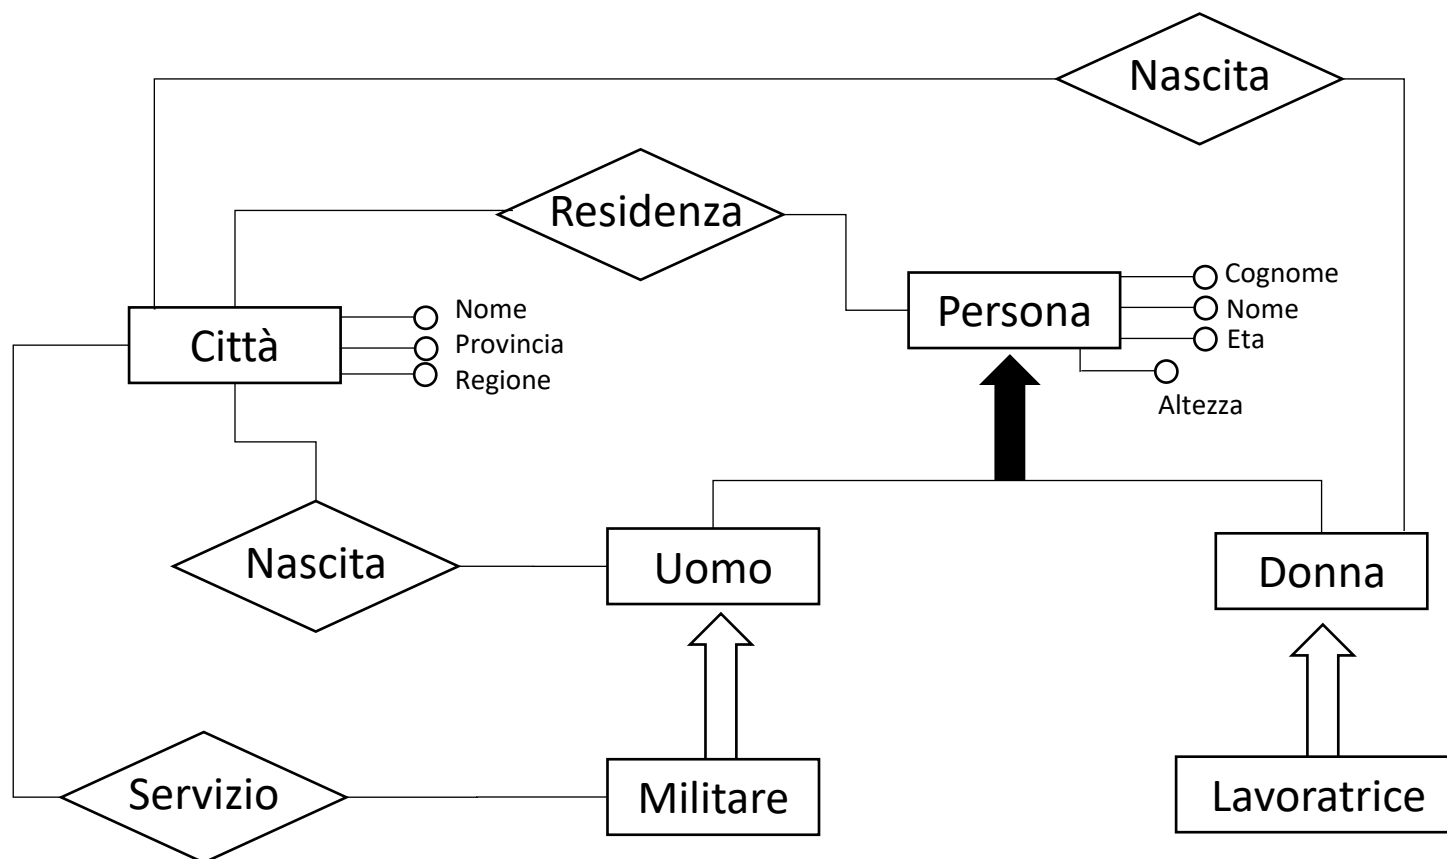 Nascita
Residenza
Cognome
Persona
Nome
Eta
Altezza
Città
Nome
Provincia
Regione
Nascita
Uomo
Donna
Servizio
Militare
Lavoratrice